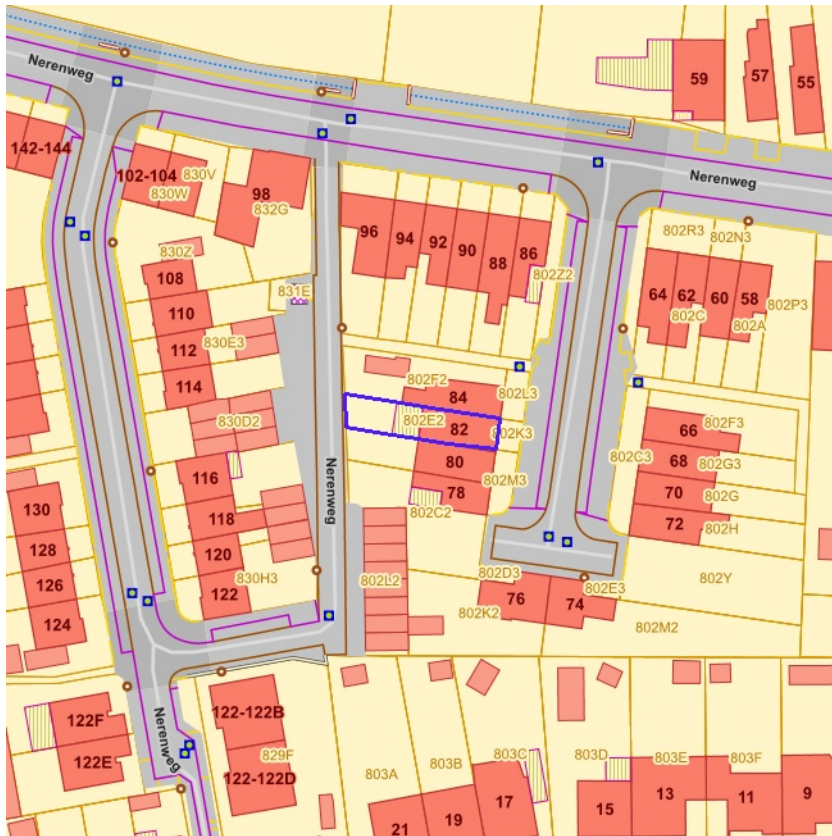 Nerenweg
59
57
55
142-144
102-104
830V
830W
98
832G
Nerenweg
96
94
92
90
88
86
802Z2
802R3
802N3
830Z
108
831E
64
62
60
58
802P3
802C
802A
110
112
830E3
114
802F2
84
802L3
802E2
82
802K3
830D2
66
802F3
80
802C3
68
802G3
116
Nerenweg
802M3
78
70
802G
130
118
802C2
72
802H
128
120
126
122
830H3
802L2
802D3
802E3
802Y
124
802K2
76
74
802M2
122F
Nerenweg
122-122B
122E
829F
122-122D
803A
803B
803C
803D
803E
803F
21
19
17
15
13
11
9